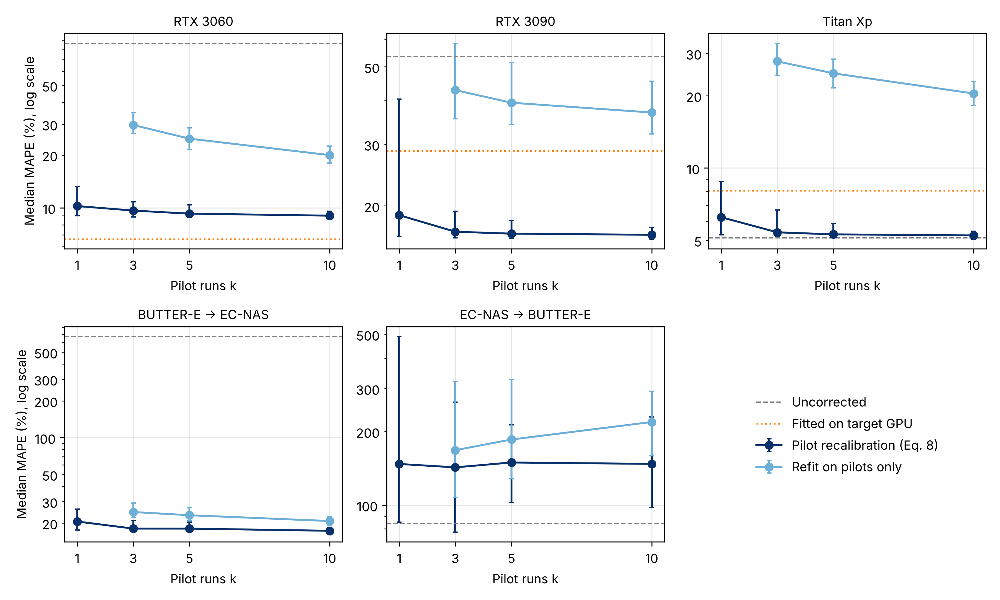 RTX 3060
RTX 3090
Titan Xp
Median MAPE (%), log scale
50
30
20
10
50
30
20
30
20
10
5
1 3 5 10
1 3 5 10
1 3 5 10
Pilot runs k
Pilot runs k
Pilot runs k
BUTTER-E → EC-NAS
EC-NAS → BUTTER-E
Median MAPE (%), log scale
500
300
200
100
50
30
20
500
300
200
100
Uncorrected
Fitted on target GPU
Pilot recalibration (Eq. 8)
Refit on pilots only
1 3 5 10
1 3 5 10
Pilot runs k
Pilot runs k